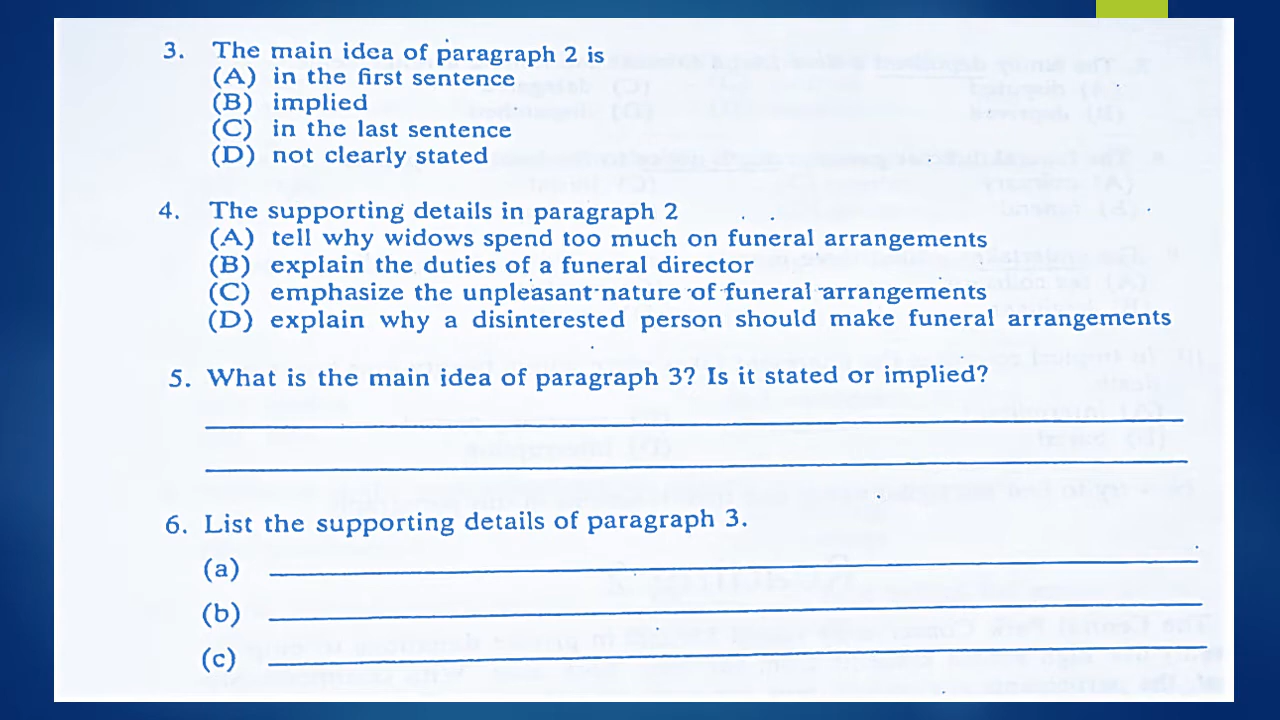 3. The main idea of paragraph 2 is
(A) in the first sentence
(B) implied
(C) in the last sentence
(D) not clearly stated
4. The supporting details in paragraph 2
(A) tell why widows spend too much on funeral arrangements
(B) explain the duties of a funeral director
(C) emphasize the unpleasant nature of funeral arrangements
(D) explain why a disinterested person should make funeral arrangements
5. What is the main idea of paragraph 3? Is it stated or implied?
6. List the supporting details of paragraph 3.
(a)
(b)
(c)